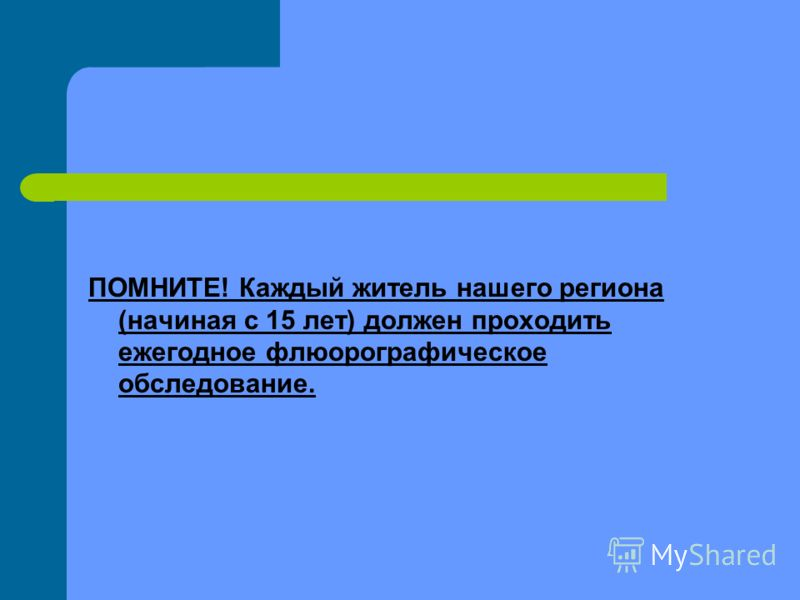 ПОМНИТЕ! Каждый житель нашего региона
(начиная с 15 лет) должен проходить
ежегодное флюорографическое
обследование.
MyShared